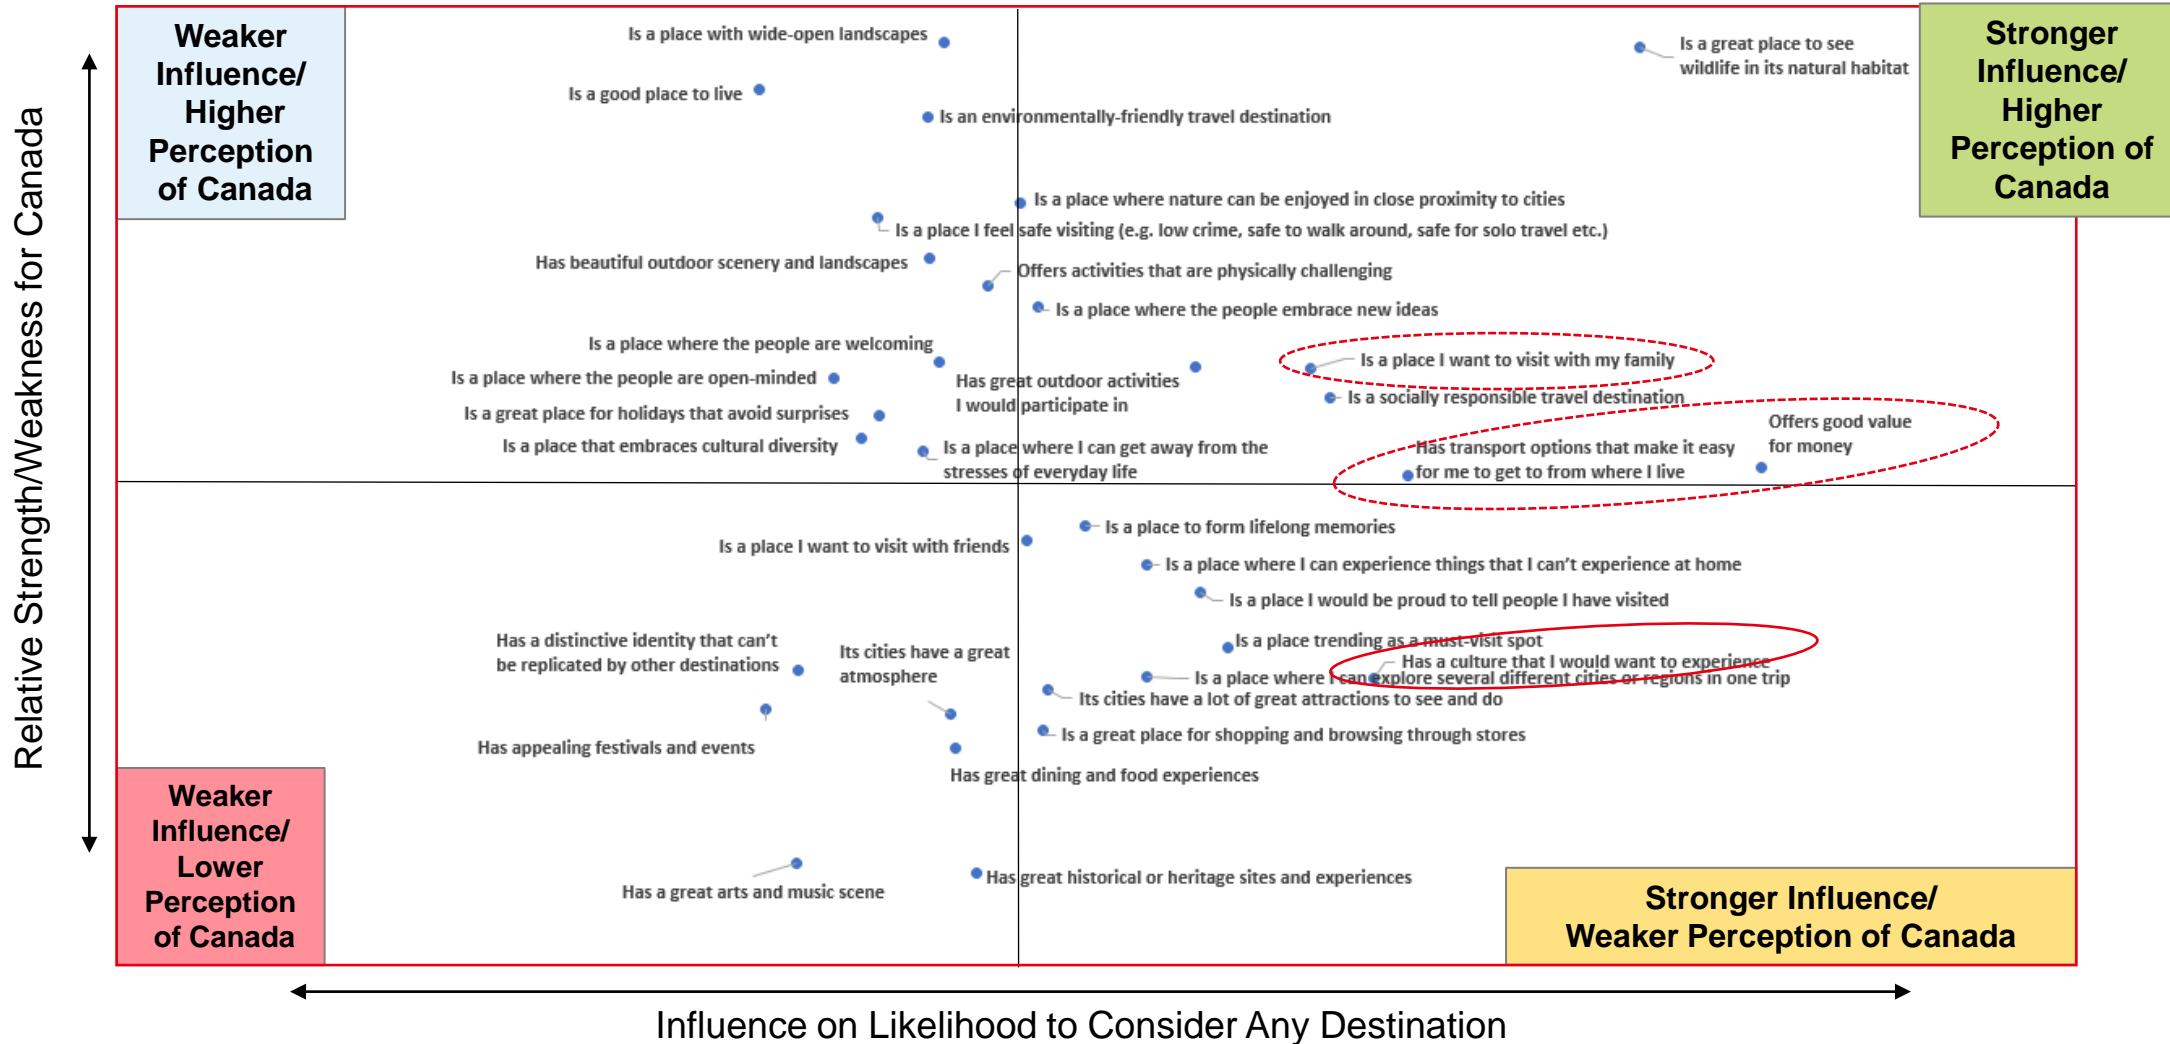 Weaker
Influence/
Higher
Perception
of Canada
Stronger
Influence/
Higher
Perception of
Canada
Relative Strength/Weakness for Canada
Is a place with wide-open landscapes
Is a great place to see
wildlife in its natural habitat
Is a good place to live
Is an environmentally-friendly travel destination
Is a place where nature can be enjoyed in close proximity to cities
Is a place I feel safe visiting (e.g. low crime, safe to walk around, safe for solo travel etc.)
Has beautiful outdoor scenery and landscapes
Offers activities that are physically challenging
Is a place where the people embrace new ideas
Is a place where the people are welcoming
Is a place I want to visit with my family
Is a place where the people are open-minded
Has great outdoor activities
I would participate in
Is a socially responsible travel destination
Is a great place for holidays that avoid surprises
Offers good value
for money
Is a place that embraces cultural diversity
Is a place where I can get away from the
stresses of everyday life
Has transport options that make it easy
for me to get to from where I live
Is a place to form lifelong memories
Is a place I want to visit with friends
Is a place where I can experience things that I can't experience at home
Is a place I would be proud to tell people I have visited
Has a distinctive identity that can't
be replicated by other destinations
Its cities have a great
atmosphere
Is a place trending as a must-visit spot
Has a culture that I would want to experience
Is a place where I can explore several different cities or regions in one trip
Its cities have a lot of great attractions to see and do
Is a great place for shopping and browsing through stores
Has appealing festivals and events
Has great dining and food experiences
Has a great arts and music scene
Has great historical or heritage sites and experiences
Weaker
Influence/
Lower
Perception
of Canada
Stronger Influence/
Weaker Perception of Canada
Influence on Likelihood to Consider Any Destination